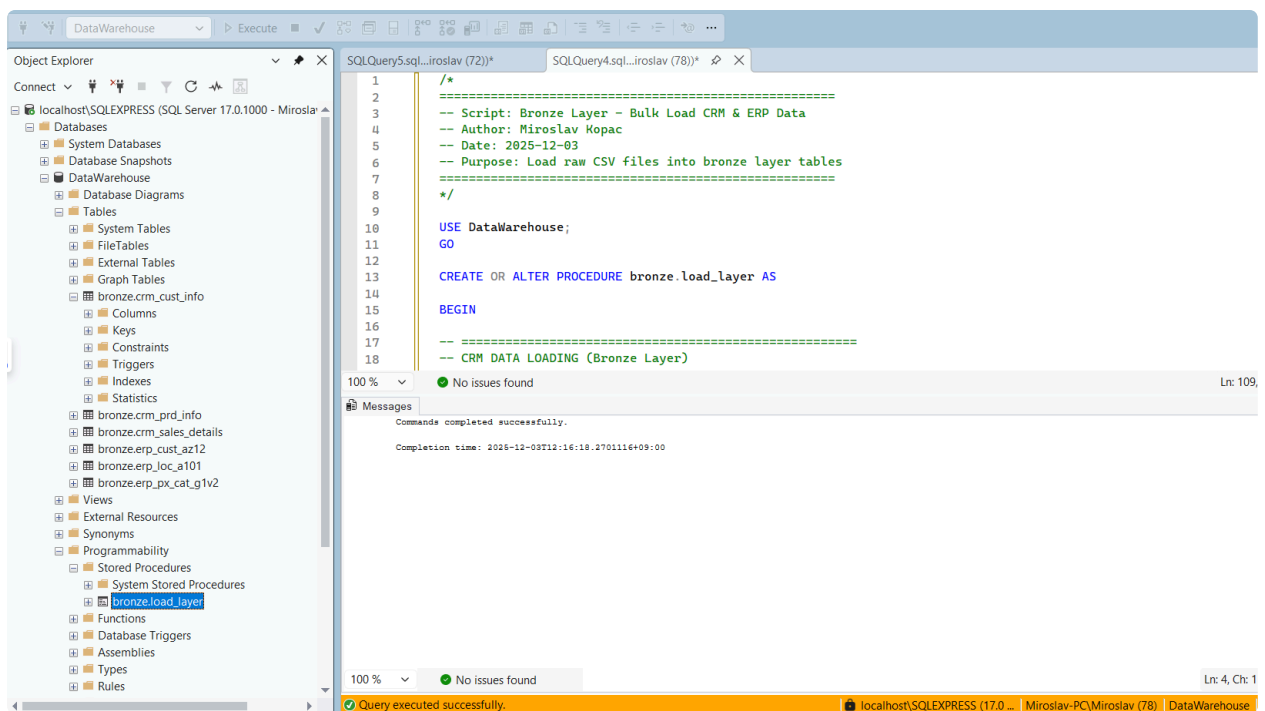 DataWarehouse
Execute
Object Explorer
Connect
localhost\SQLEXPRESS (SQL Server 17.0.1000 - Mirosla
Databases
System Databases
Database Snapshots
DataWarehouse
Database Diagrams
Tables
System Tables
FileTables
External Tables
Graph Tables
bronze.crm_cust_info
Columns
Keys
Constraints
Triggers
Indexes
Statistics
bronze.crm_prd_info
bronze.crm_sales_details
bronze.erp_cust_az12
bronze.erp_loc_a101
bronze.erp_px_cat_g1v2
Views
External Resources
Synonyms
Programmability
Stored Procedures
System Stored Procedures
bronze.load_layer
Functions
Database Triggers
Assemblies
Types
Rules
SQLQuery5.sql...iroslav (72))* SQLQuery4.sql...iroslav (78))*
1 /*
2 ======================================================
3 -- Script: Bronze Layer - Bulk Load CRM & ERP Data
4 -- Author: Miroslav Kopac
5 -- Date: 2025-12-03
6 -- Purpose: Load raw CSV files into bronze layer tables
7 ======================================================
8 */
9
10 USE DataWarehouse;
11 GO
12
13 CREATE OR ALTER PROCEDURE bronze.load_layer AS
14
15 BEGIN
16
17 -- ======================================================
18 -- CRM DATA LOADING (Bronze Layer)
100 % No issues found Ln: 109,
Messages
Commands completed successfully.
Completion time: 2025-12-03T12:16:18.2701116+09:00
100 % No issues found Ln: 4, Ch: 1
Query executed successfully. localhost\SQLEXPRESS (17.0 ... Miroslav-PC\Miroslav (78) DataWarehouse